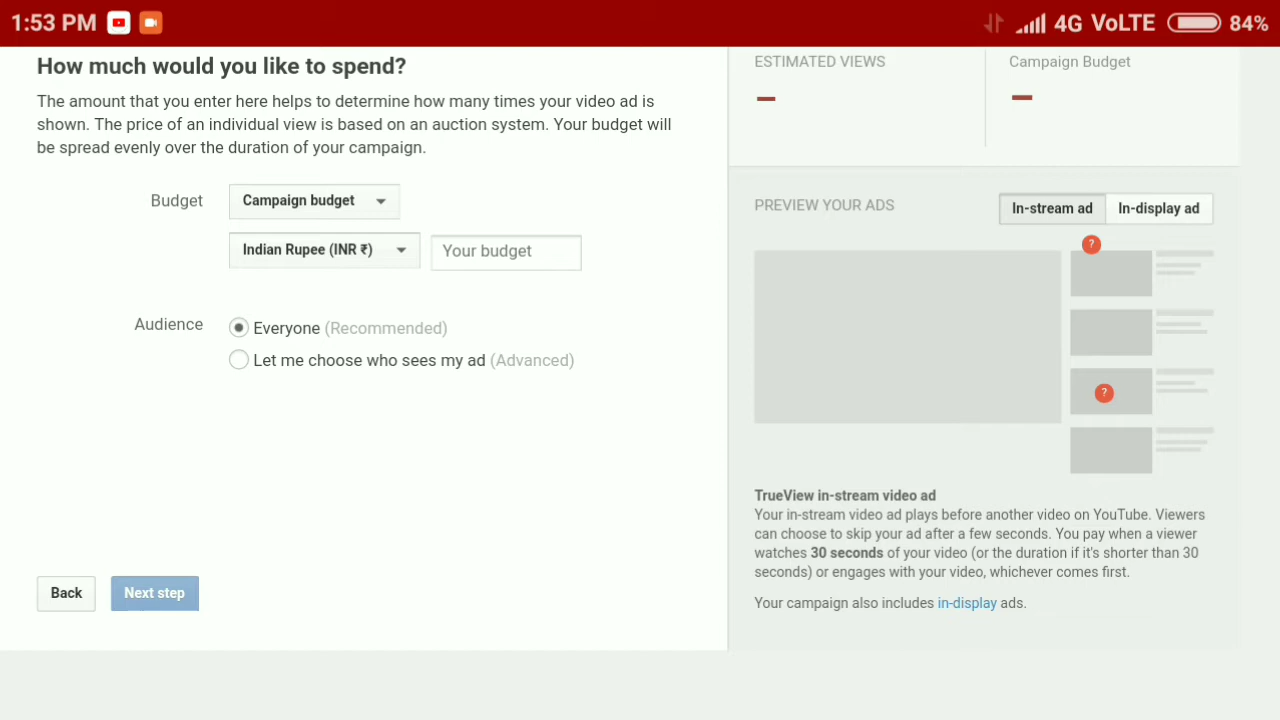 1:53 PM
4G VoLTE 84%
How much would you like to spend?
The amount that you enter here helps to determine how many times your video ad is
shown. The price of an individual view is based on an auction system. Your budget will
be spread evenly over the duration of your campaign.
Budget Campaign budget
Indian Rupee (INR ₹) Your budget
Audience Everyone (Recommended)
Let me choose who sees my ad (Advanced)
Back Next step
ESTIMATED VIEWS Campaign Budget
PREVIEW YOUR ADS In-stream ad In-display ad
?
?
TrueView in-stream video ad
Your in-stream video ad plays before another video on YouTube. Viewers
can choose to skip your ad after a few seconds. You pay when a viewer
watches 30 seconds of your video (or the duration if it's shorter than 30
seconds) or engages with your video, whichever comes first.
Your campaign also includes in-display ads.